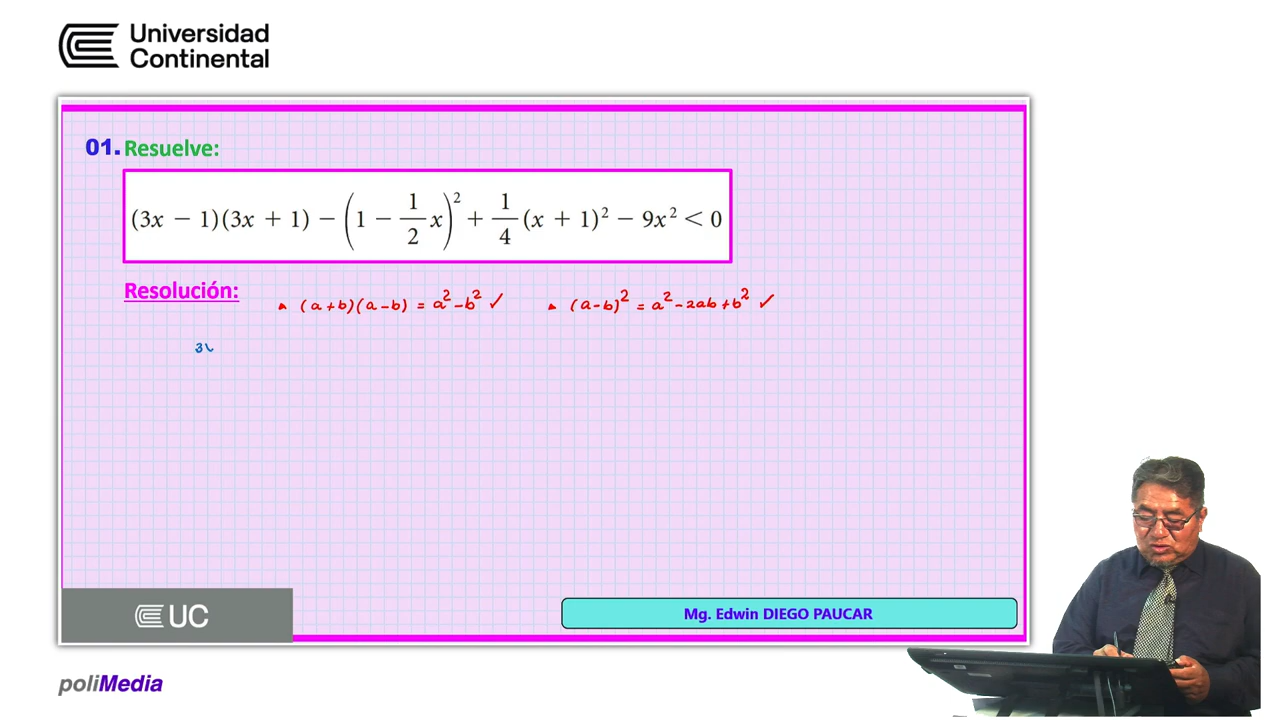 Universidad
Continental
01. Resuelve:
(3x − 1)(3x + 1) − (1 − 1/2 x)² + 1/4 (x + 1)² − 9x² < 0
Resolución:
(a+b)(a-b) = a²-b² ✓
(a-b)² = a²-2ab+b² ✓
UC
Mg. Edwin DIEGO PAUCAR
poliMedia